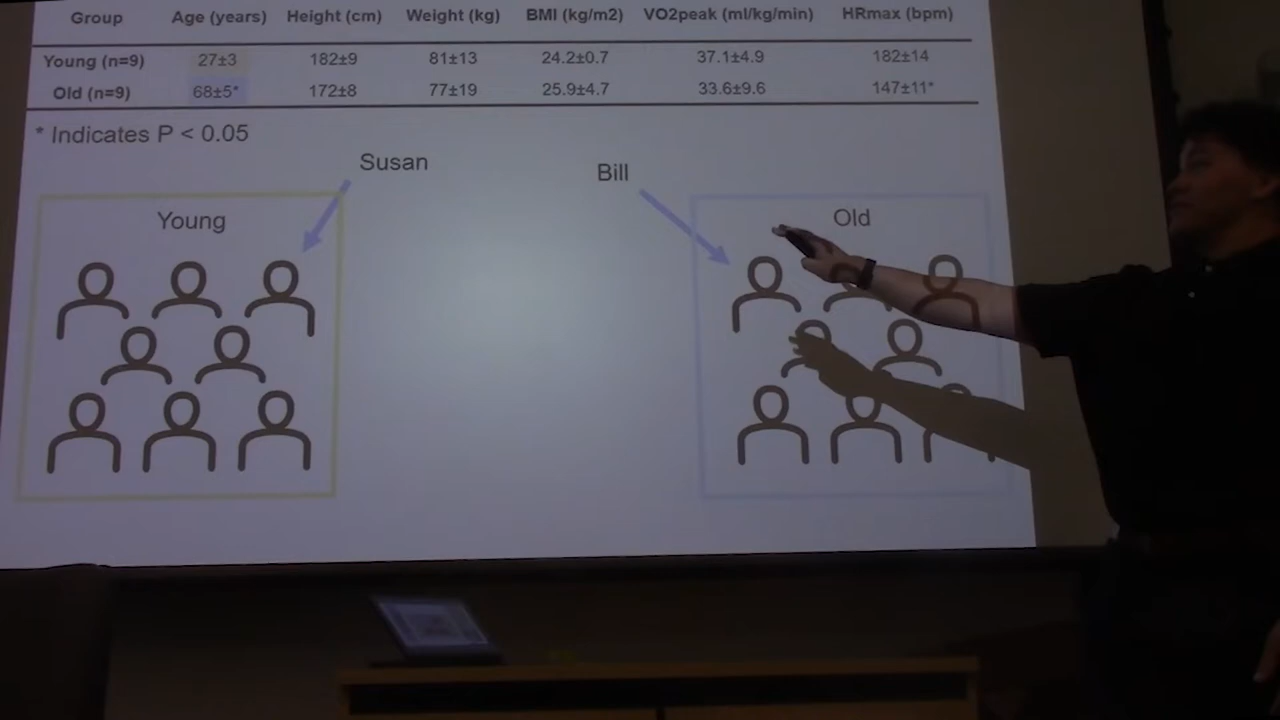 Group Age (years) Height (cm) Weight (kg) BMI (kg/m2) VO2peak (ml/kg/min) HRmax (bpm)
Young (n=9) 27±3 182±9 81±13 24.2±0.7 37.1±4.9 182±14
Old (n=9) 68±5* 172±8 77±19 25.9±4.7 33.6±9.6 147±11*
* Indicates P < 0.05
Susan
Bill
Young
Old